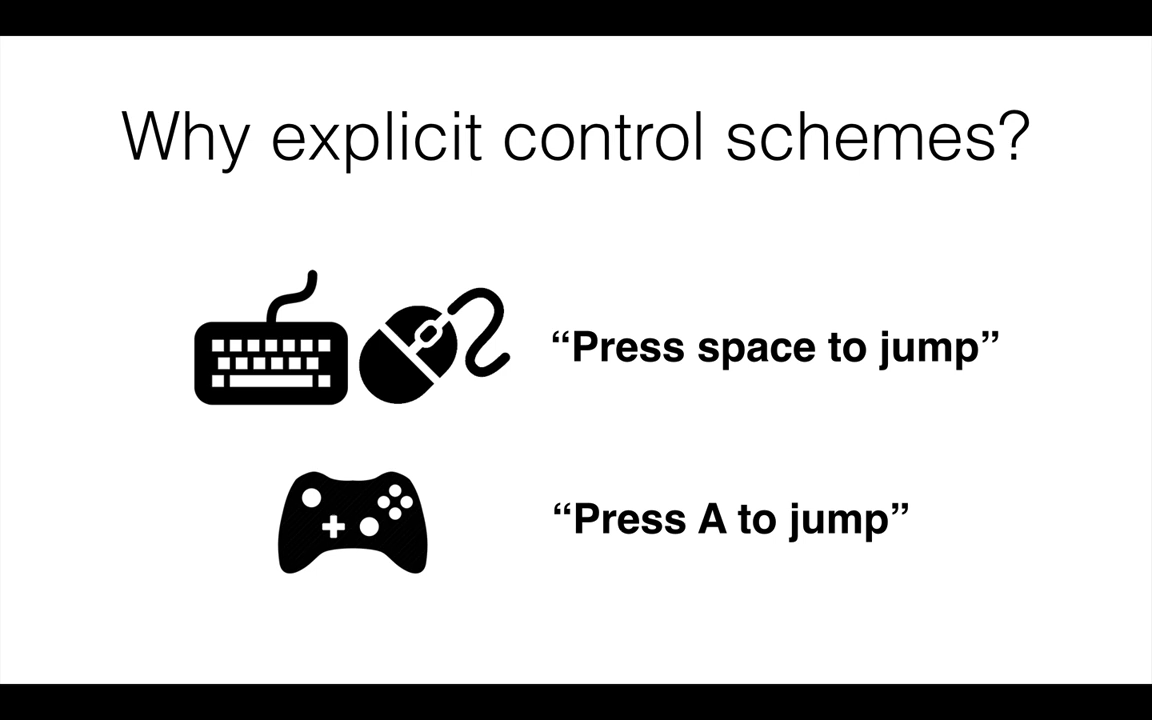 Why explicit control schemes?
“Press space to jump”
“Press A to jump”